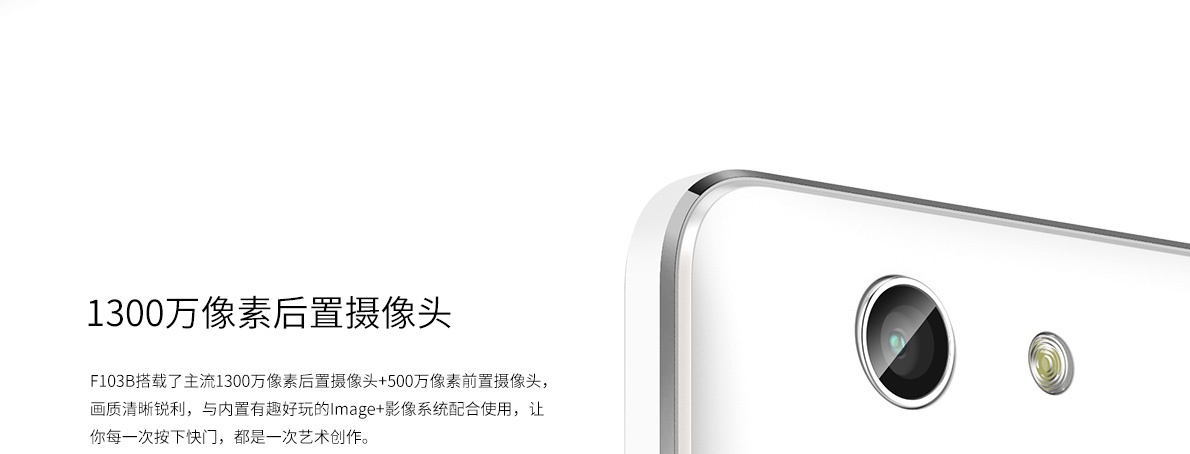 1300万像素后置摄像头
F103B搭载了主流1300万像素后置摄像头+500万像素前置摄像头，
画质清晰锐利，与内置有趣好玩的Image+影像系统配合使用，让
你每一次按下快门，都是一次艺术创作。